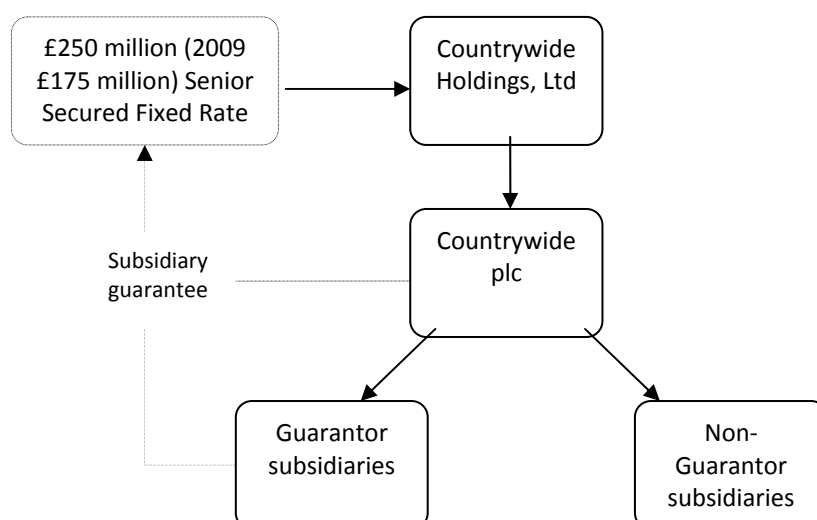 £250 million (2009
£175 million) Senior
Secured Fixed Rate
Countrywide
Holdings, Ltd
Countrywide
plc
Subsidiary
guarantee
Guarantor
subsidiaries
Non-
Guarantor
subsidiaries